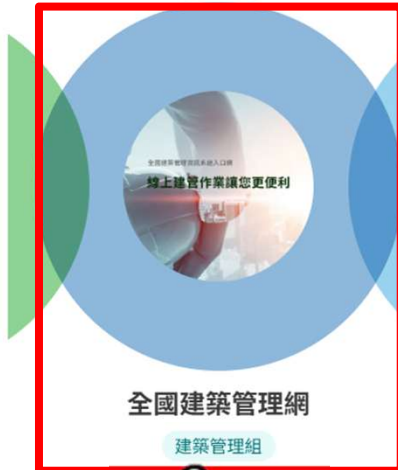 全國建築管理資訊系統入口網
線上建管作業讓您更便利
全國建築管理網
建築管理組